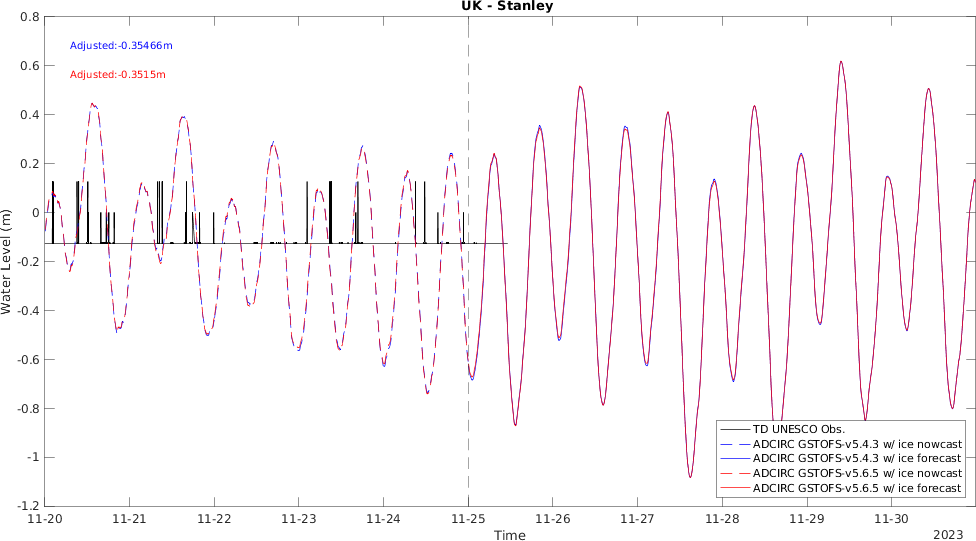 UK - Stanley
Adjusted:-0.35466m
Adjusted:-0.3515m
0.8
0.6
0.4
0.2
0
-0.2
-0.4
-0.6
-0.8
-1
-1.2
Water Level (m)
TD UNESCO Obs.
ADCIRC GSTOFS-v5.4.3 w/ ice nowcast
ADCIRC GSTOFS-v5.4.3 w/ ice forecast
ADCIRC GSTOFS-v5.6.5 w/ ice nowcast
ADCIRC GSTOFS-v5.6.5 w/ ice forecast
11-20 11-21 11-22 11-23 11-24 11-25 11-26 11-27 11-28 11-29 11-30
Time
2023